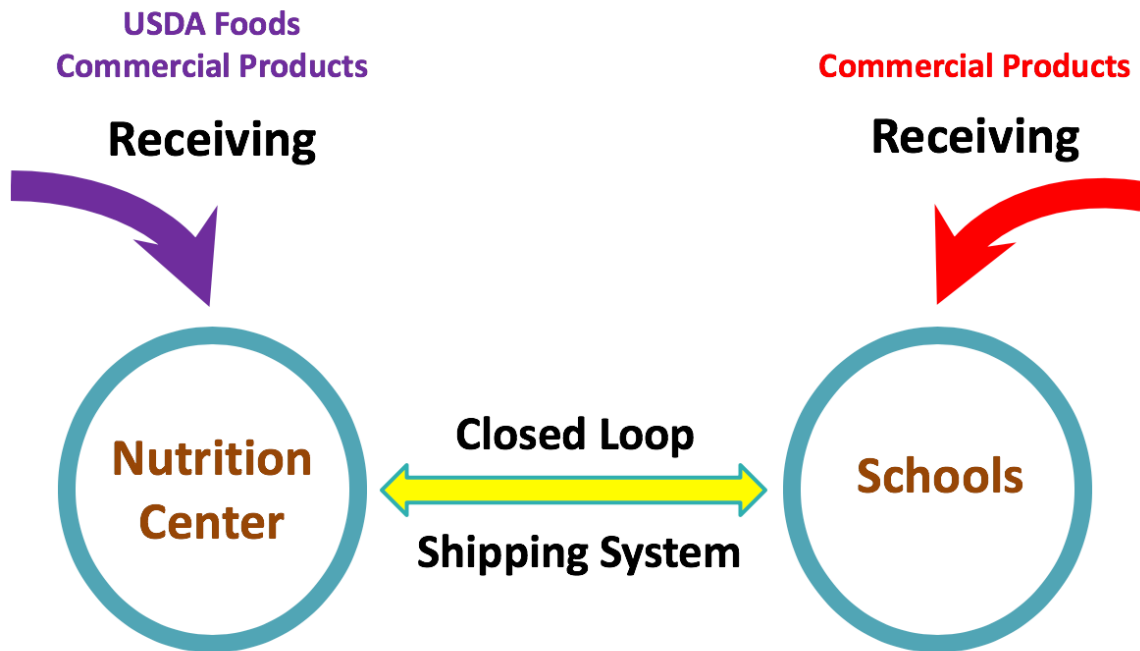 USDA Foods
Commercial Products
Receiving
Commercial Products
Receiving
Nutrition
Center
Closed Loop
Shipping System
Schools